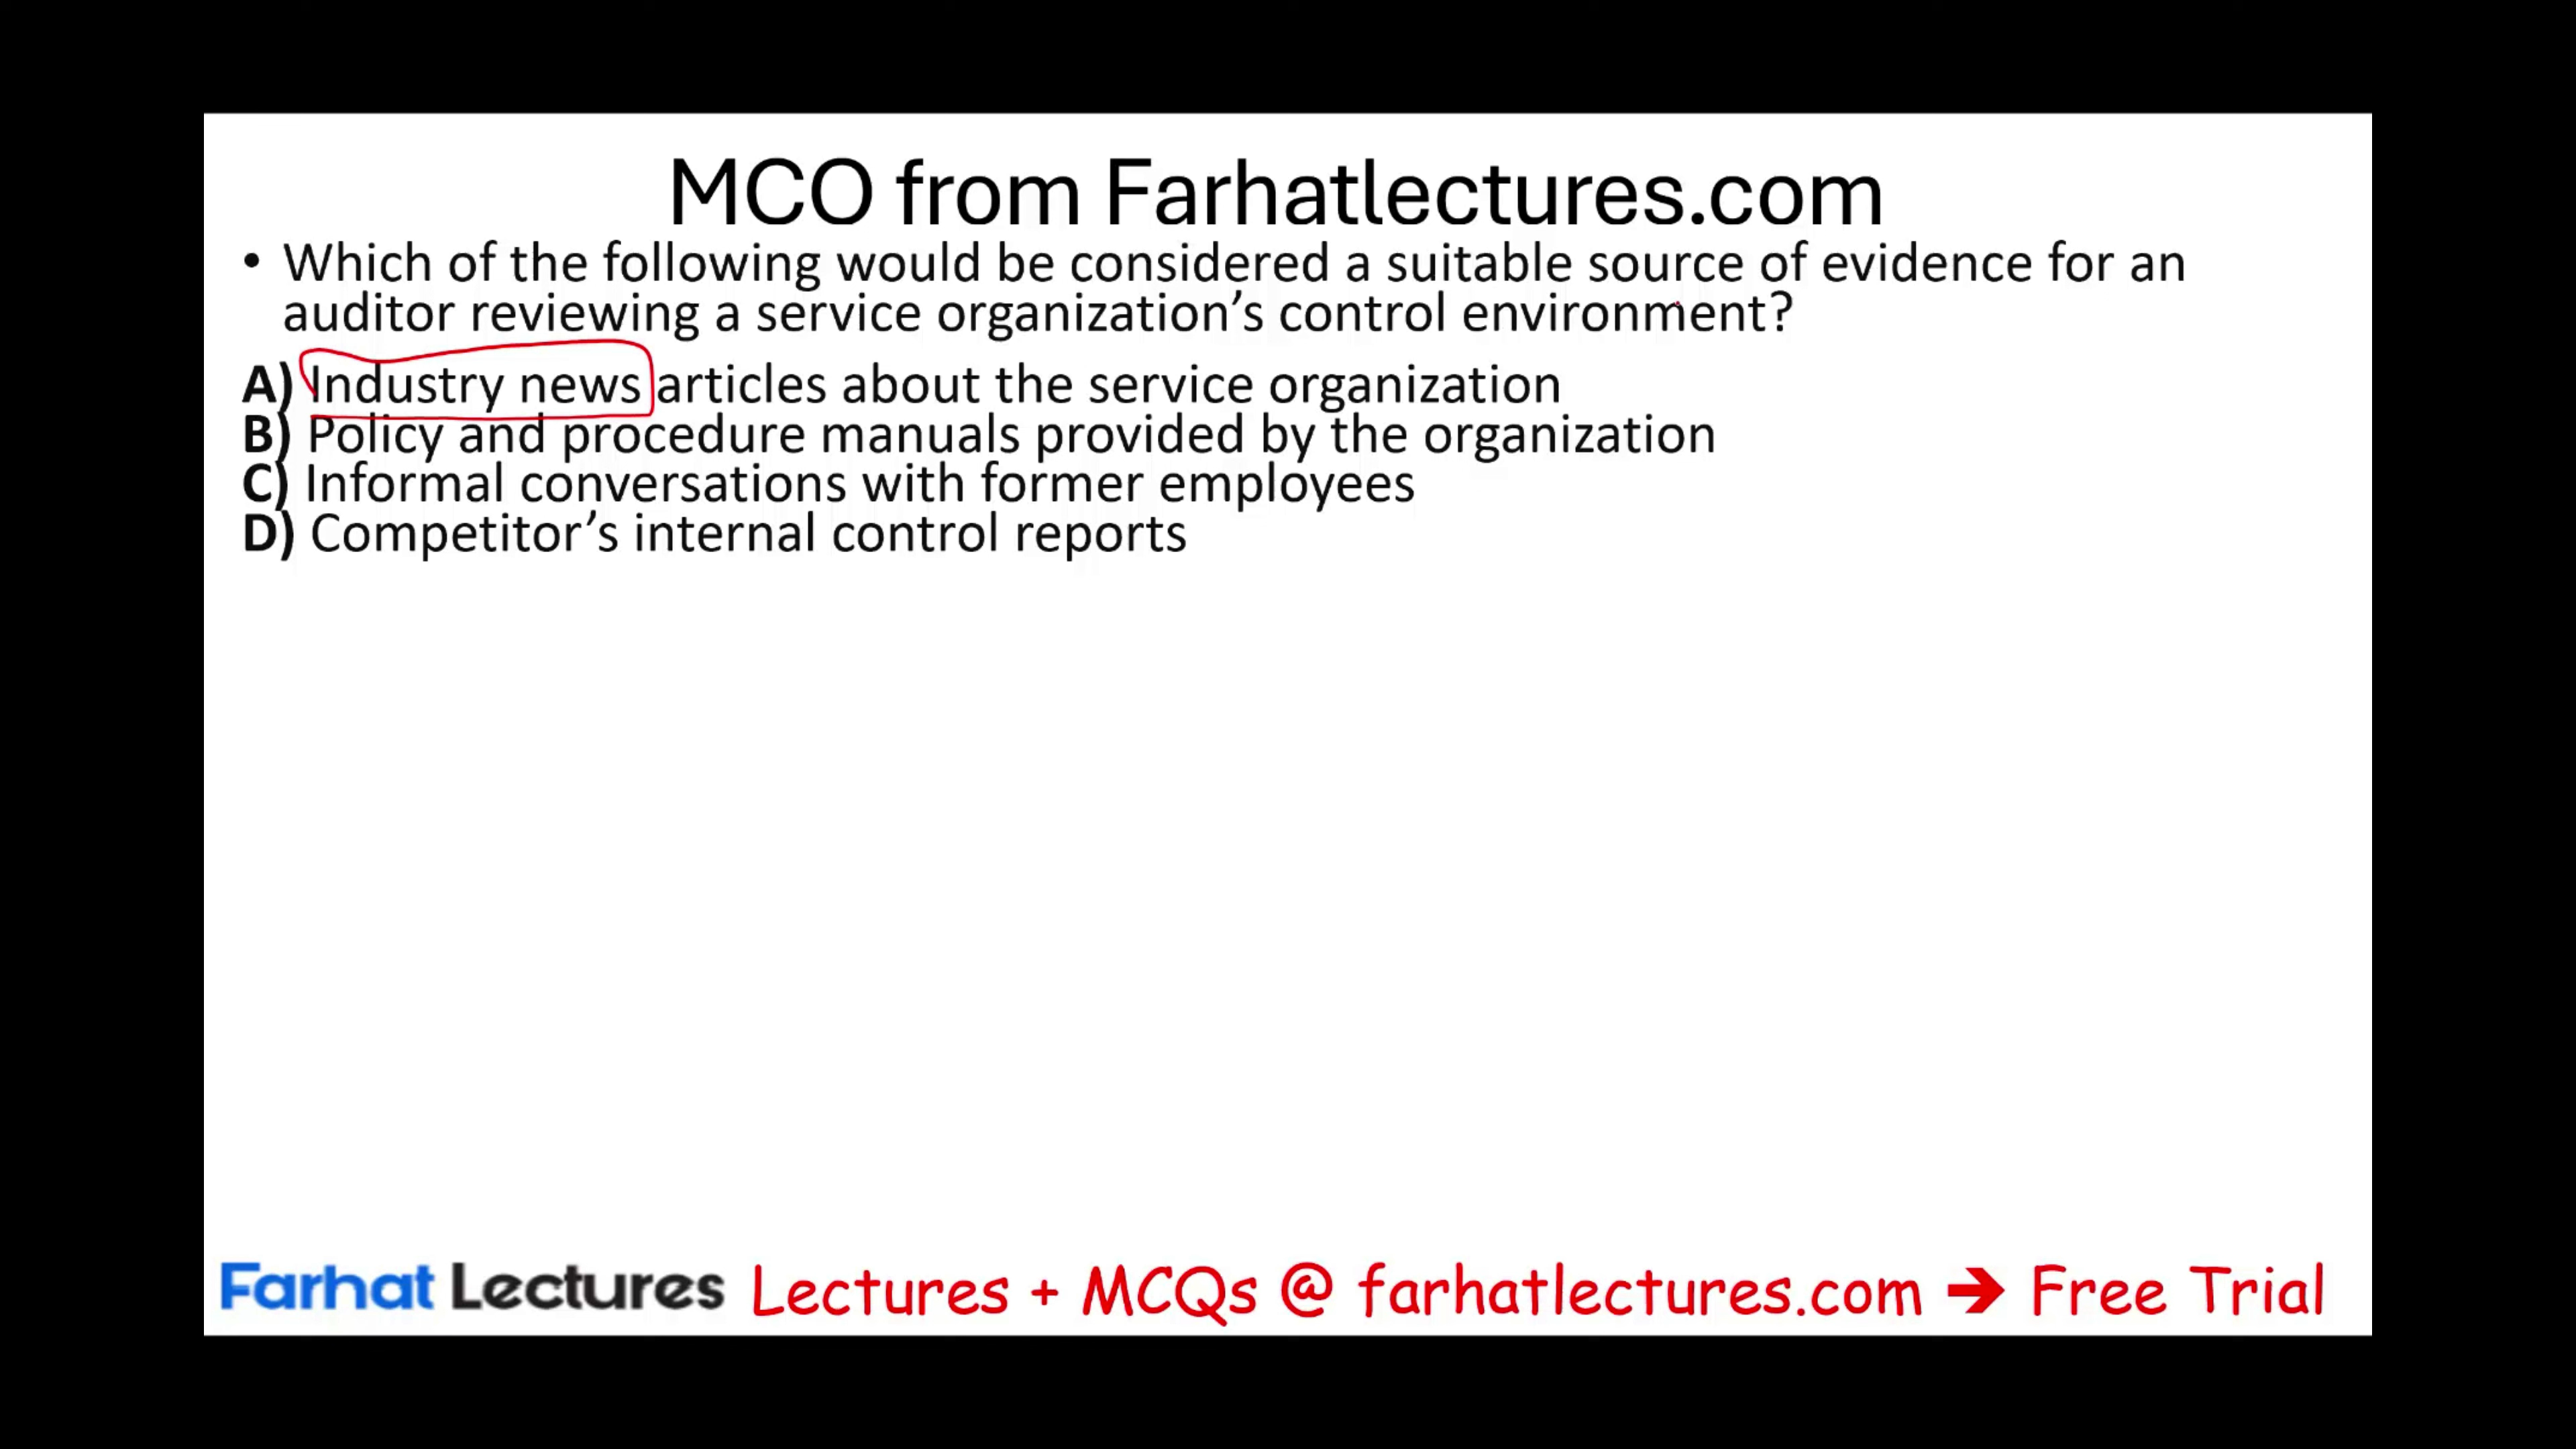 MCO from Farhatlectures.com
• Which of the following would be considered a suitable source of evidence for an
auditor reviewing a service organization’s control environment?
A) Industry news articles about the service organization
B) Policy and procedure manuals provided by the organization
C) Informal conversations with former employees
D) Competitor’s internal control reports
Farhat Lectures Lectures + MCQs @ farhatlectures.com ➔ Free Trial